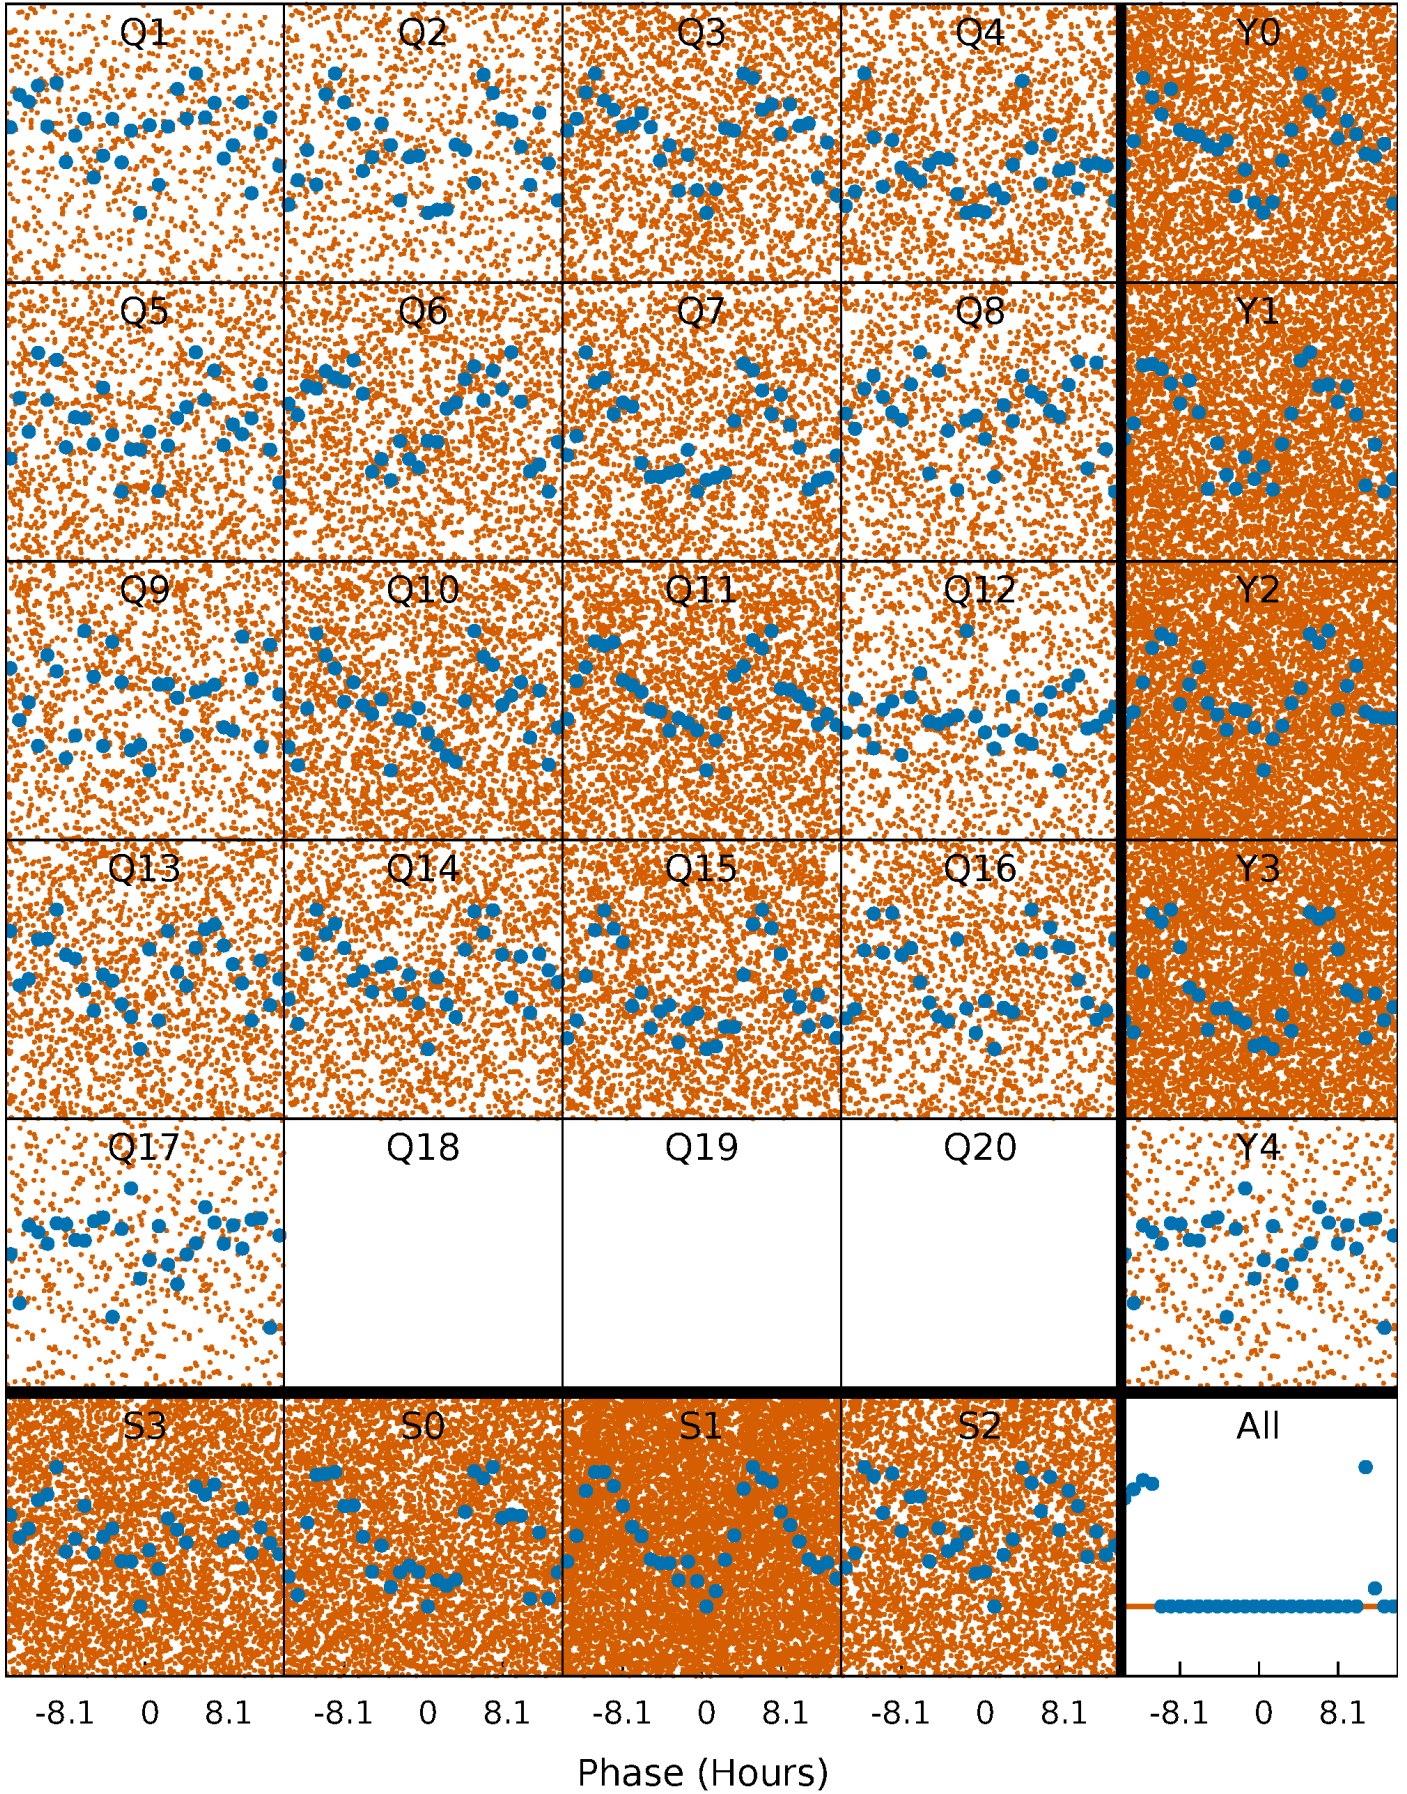 Q1 Q2 Q3 Q4 Y0
Q5 Q6 Q7 Q8 Y1
Q9 Q10 Q11 Q12 Y2
Q13 Q14 Q15 Q16 Y3
Q17 Q18 Q19 Q20 Y4
S3 S0 S1 S2 All
-8.1 0 8.1 -8.1 0 8.1 -8.1 0 8.1 -8.1 0 8.1 -8.1 0 8.1
Phase (Hours)